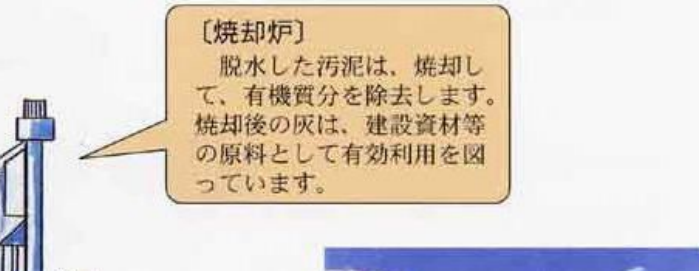 〔焼却炉〕
脱水した汚泥は、焼却し
て、有機質分を除去します。
焼却後の灰は、建設資材等
の原料として有効利用を図
っています。